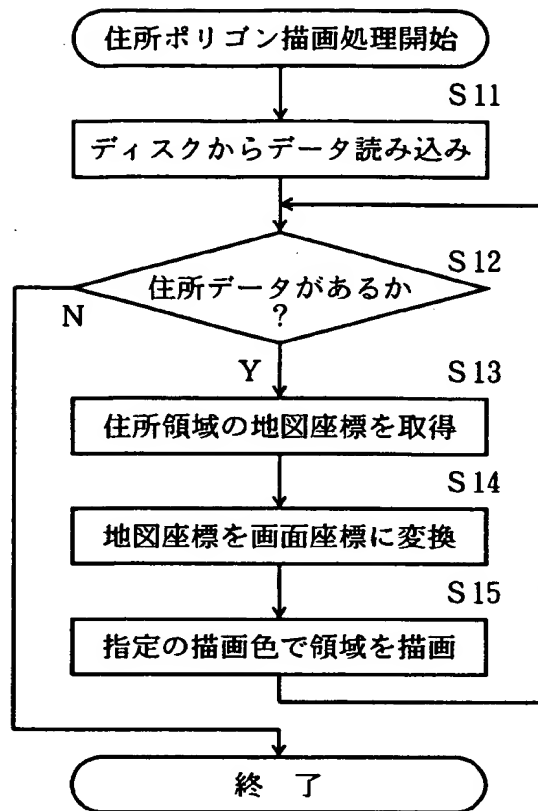 住所ポリゴン描画処理開始
S11
ディスクからデータ読み込み
S12
住所データがあるか
?
N
Y
S13
住所領域の地図座標を取得
S14
地図座標を画面座標に変換
S15
指定の描画色で領域を描画
終 了